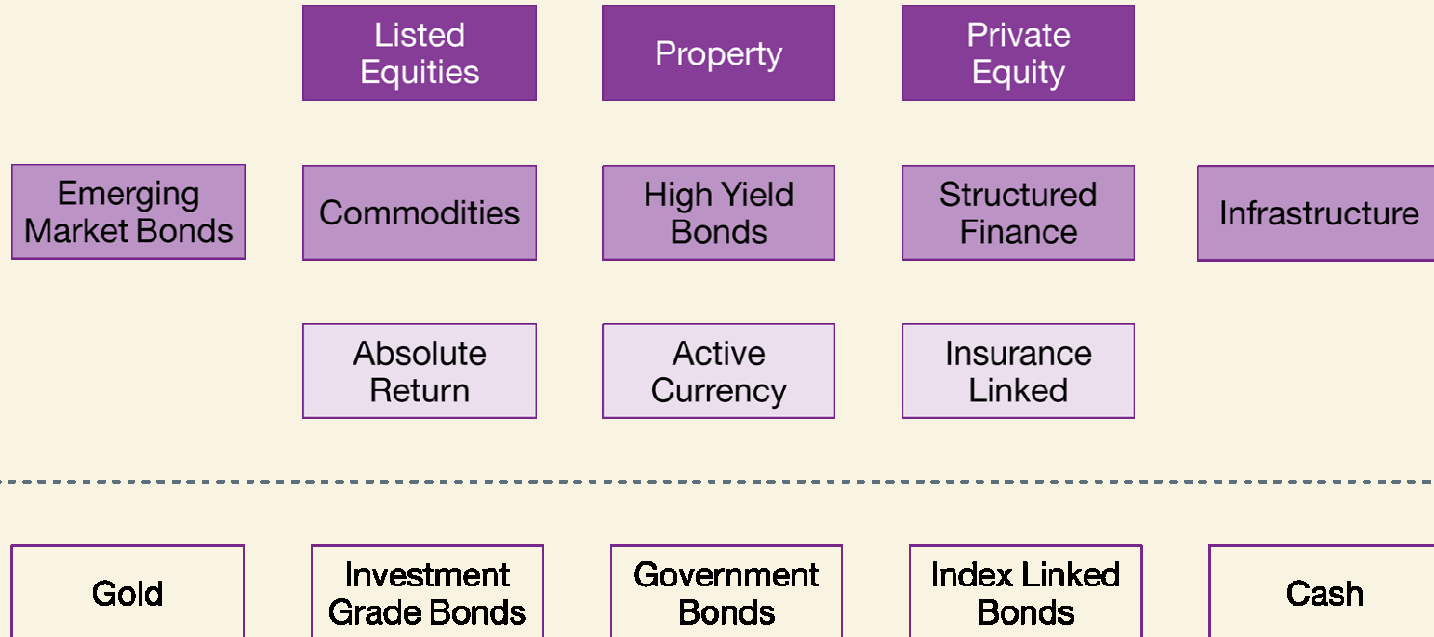 Listed
Equities
Property
Private
Equity
Emerging
Market Bonds
Commodities
High Yield
Bonds
Structured
Finance
Infrastructure
Absolute
Return
Active
Currency
Insurance
Linked
Gold
Investment
Grade Bonds
Government
Bonds
Index Linked
Bonds
Cash